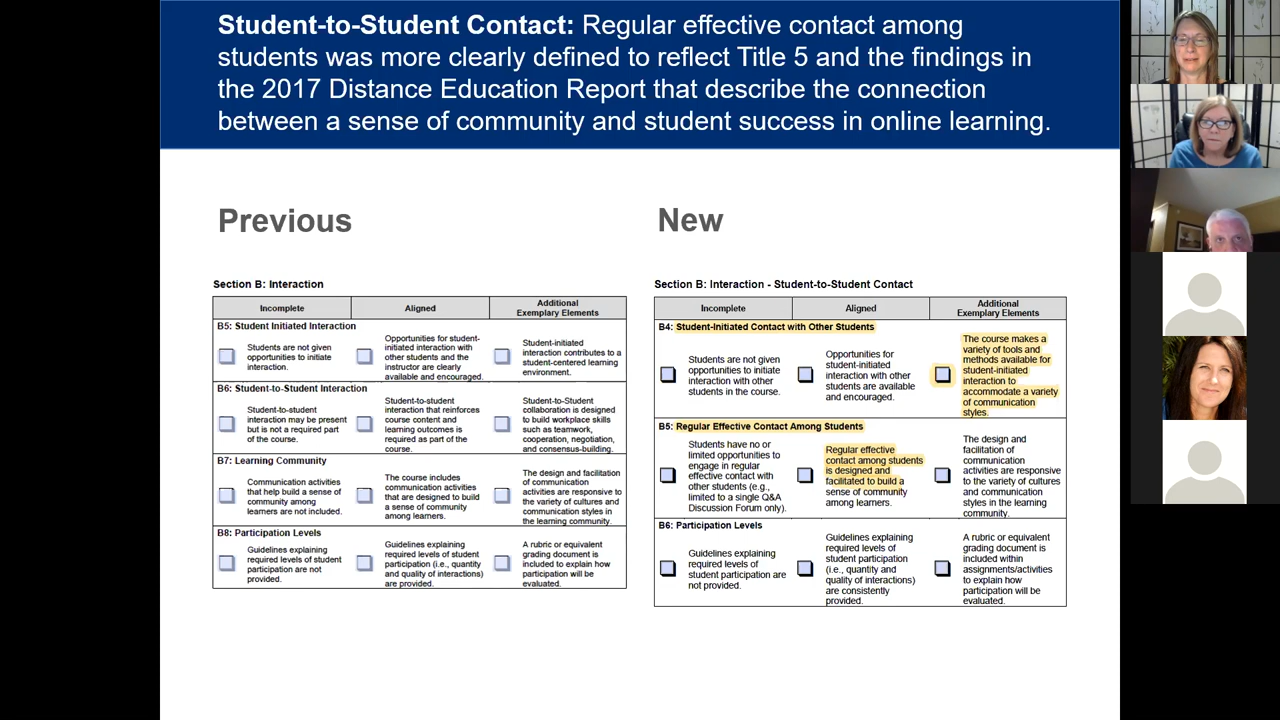 Student-to-Student Contact: Regular effective contact among
students was more clearly defined to reflect Title 5 and the findings in
the 2017 Distance Education Report that describe the connection
between a sense of community and student success in online learning.
Previous
Section B: Interaction
Incomplete
Aligned
Additional
Exemplary Elements
B5: Student Initiated Interaction
Students are not given
opportunities to initiate
interaction.
Opportunities for student-
initiated interaction with
other students and the
instructor are clearly
available and encouraged.
Student-initiated
interaction contributes to a
student-centered learning
environment.
B6: Student-to-Student Interaction
Student-to-student
interaction may be present
but is not a required part
of the course.
Student-to-student
interaction that reinforces
course content and
learning outcomes is
required as part of the
course.
Student-to-Student
collaboration is designed
to build workplace skills
such as teamwork,
cooperation, negotiation,
and consensus-building.
B7: Learning Community
Communication activities
that help build a sense of
community among
learners are not included.
The course includes
communication activities
that are designed to build
a sense of community
among learners.
The design and facilitation
of communication
activities are responsive to
the variety of cultures and
communication styles in
the learning community.
B8: Participation Levels
Guidelines explaining
required levels of student
participation are not
provided.
Guidelines explaining
required levels of student
participation (i.e., quantity
and quality of interactions)
are provided.
A rubric or equivalent
grading document is
included to explain how
participation will be
evaluated.
New
Section B: Interaction - Student-to-Student Contact
Incomplete
Aligned
Additional
Exemplary Elements
B4: Student-Initiated Contact with Other Students
Students are not given
opportunities to initiate
interaction with other
students in the course.
Opportunities for
student-initiated
interaction with other
students are available
and encouraged.
The course makes a
variety of tools and
methods available for
student-initiated
interaction to
accommodate a variety
of communication
styles.
B5: Regular Effective Contact Among Students
Students have no or
limited opportunities to
engage in regular
effective contact with
other students (e.g.,
limited to a single Q&A
Discussion Forum only).
Regular effective
contact among students
is designed and
facilitated to build a
sense of community
among learners.
The design and
facilitation of
communication
activities are responsive
to the variety of cultures
and communication
styles in the learning
community.
B6: Participation Levels
Guidelines explaining
required levels of
student participation are
not provided.
Guidelines explaining
required levels of
student participation
(i.e., quantity and
quality of interactions)
are consistently
provided.
A rubric or equivalent
grading document is
included within
assignments/activities
to explain how
participation will be
evaluated.